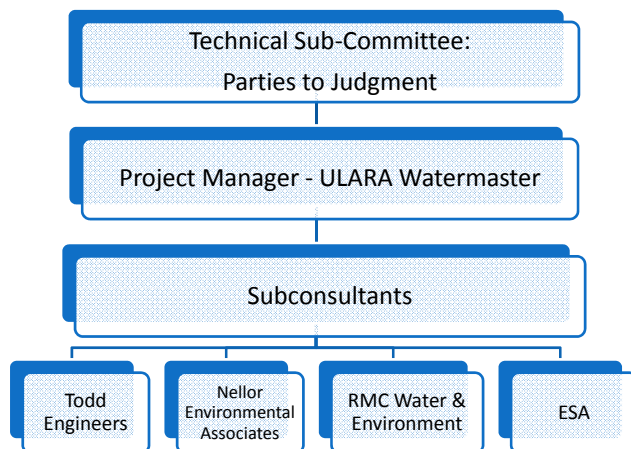 Technical Sub-Committee:
Parties to Judgment
Project Manager - ULARA Watermaster
Subconsultants
Todd
Engineers
Nellor
Environmental
Associates
RMC Water &
Environment
ESA